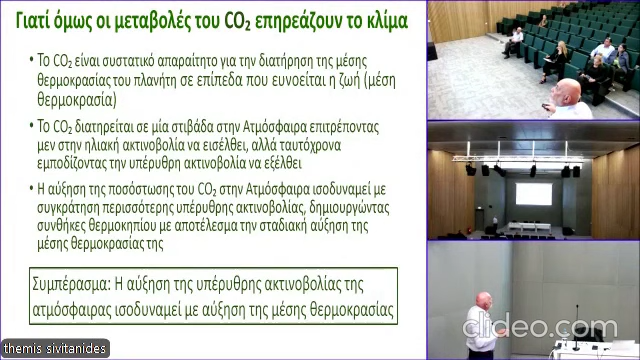 Γιατί όμως οι μεταβολές του CO₂ επηρεάζουν το κλίμα
• Το CO₂ είναι συστατικό απαραίτητο για την διατήρηση της μέσης
θερμοκρασίας του πλανήτη σε επίπεδα που ευνοείται η ζωή (μέση
θερμοκρασία)
• Το CO₂ διατηρείται σε μία στιβάδα στην Ατμόσφαιρα επιτρέποντας
μεν στην ηλιακή ακτινοβολία να εισέλθει, αλλά ταυτόχρονα
εμποδίζοντας την υπέρυθρη ακτινοβολία να εξέλθει
• Η αύξηση της ποσόστωσης του CO₂ στην Ατμόσφαιρα ισοδυναμεί με
συγκράτηση περισσότερης υπέρυθρης ακτινοβολίας, δημιουργώντας
συνθήκες θερμοκηπίου με αποτέλεσμα την σταδιακή αύξηση της
μέσης θερμοκρασίας της
Συμπέρασμα: Η αύξηση της υπέρυθρης ακτινοβολίας της
ατμόσφαιρας ισοδυναμεί με αύξηση της μέσης θερμοκρασίας
themis sivitanides
clideo.com